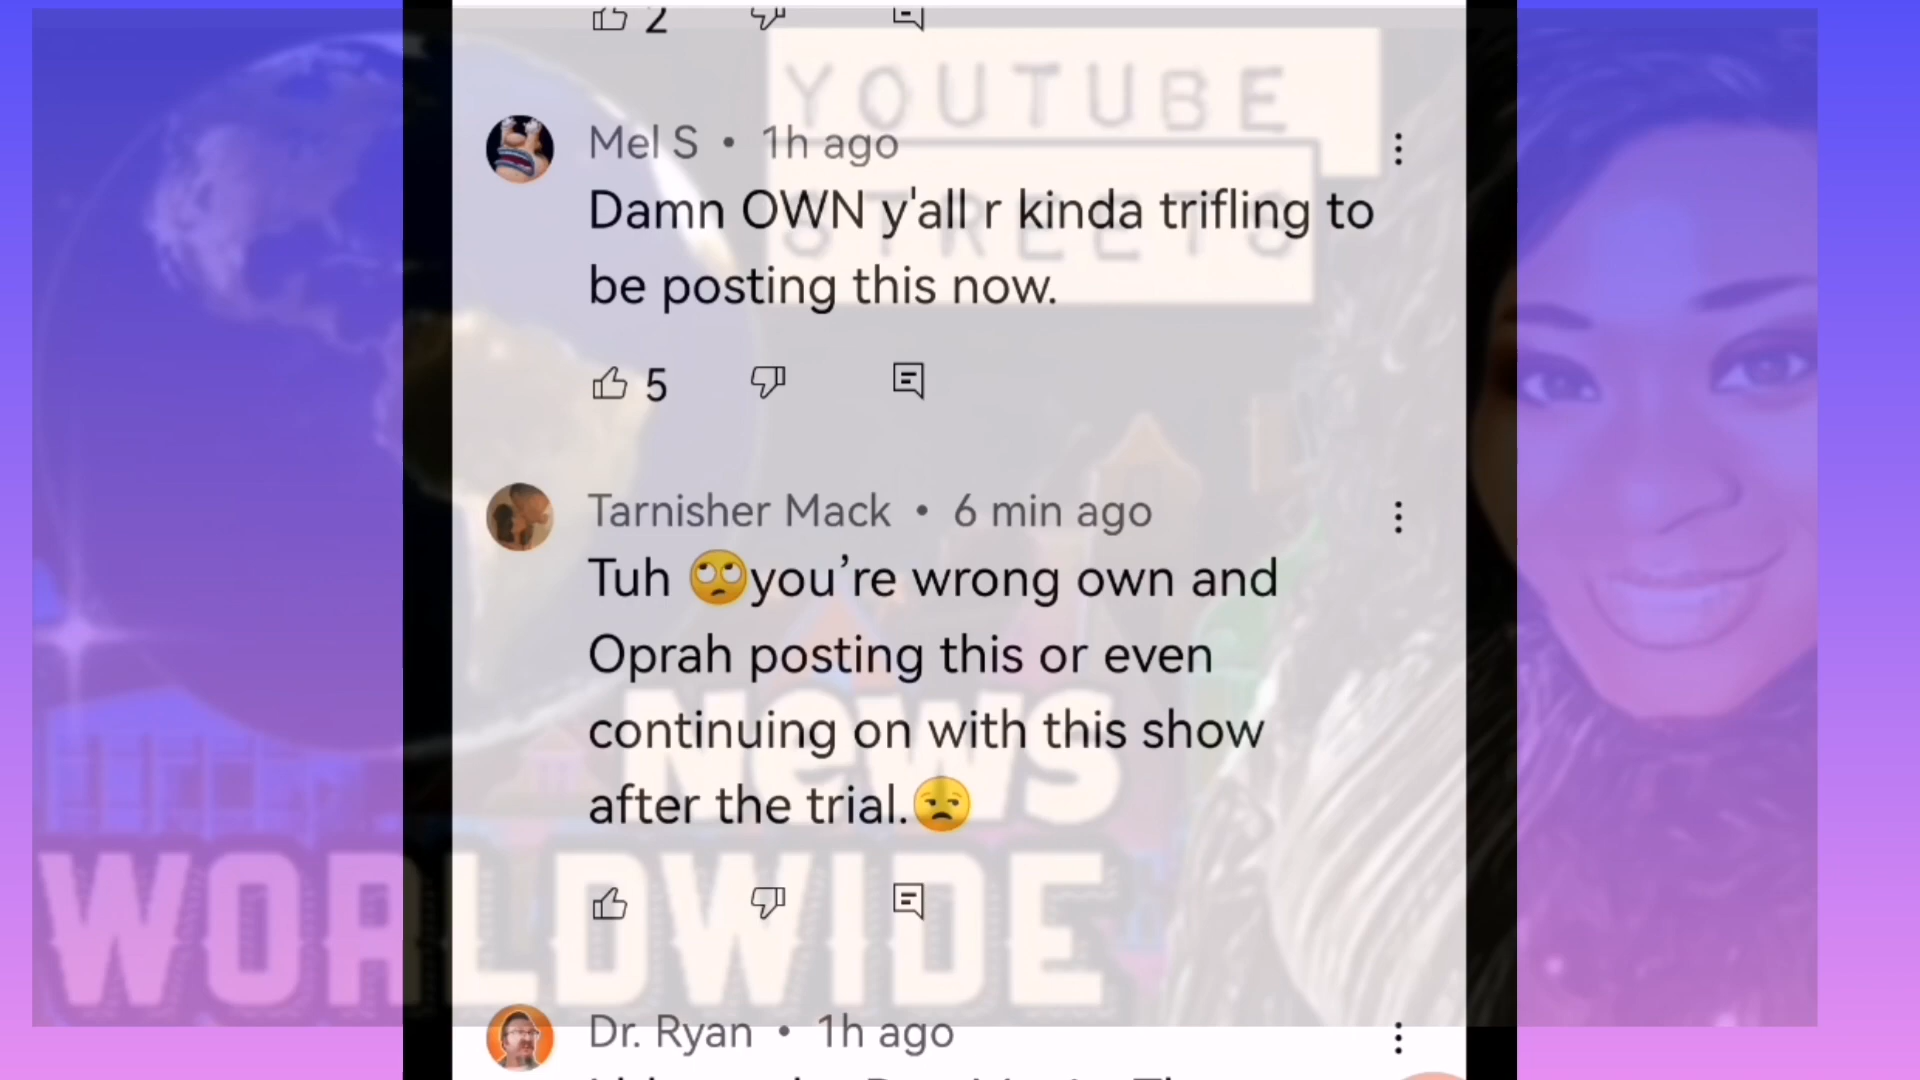 2
YOUTUBE
Mel S • 1h ago
STREETS
Damn OWN y'all r kinda trifling to
be posting this now.
5
Tarnisher Mack • 6 min ago
Tuh 🙄you’re wrong own and
Oprah posting this or even
continuing on with this show
after the trial.😒
News
WORLDWIDE
Dr. Ryan • 1h ago